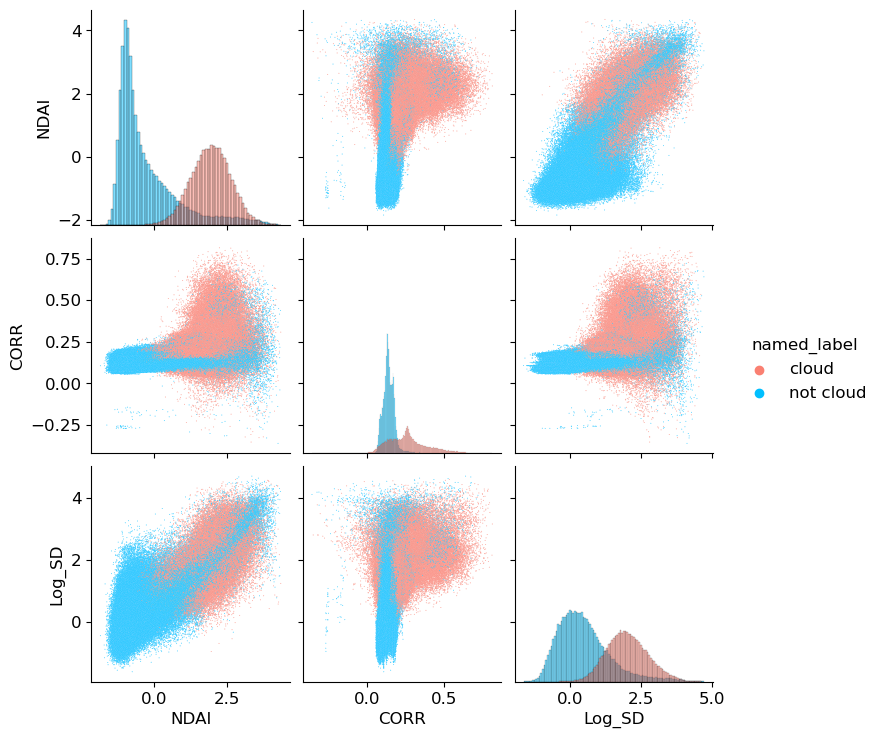 NDAI
4
2
0
−2
CORR
0.75
0.50
0.25
0.00
−0.25
named_label
cloud
not cloud
Log_SD
4
2
0
0.0 2.5 0.0 0.5 0.0 2.5 5.0
NDAI CORR Log_SD